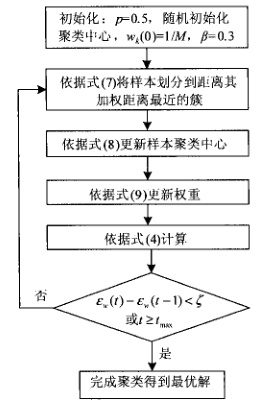 初始化：p=0.5，随机初始化
聚类中心，wk(0)=1/M，β=0.3
依据式(7)将样本划分到距离其
加权距离最近的簇
依据式(8)更新样本聚类中心
依据式(9)更新权重
依据式(4)计算
εw(t)−εw(t−1)<ζ
或t≥tmax
否
是
完成聚类得到最优解